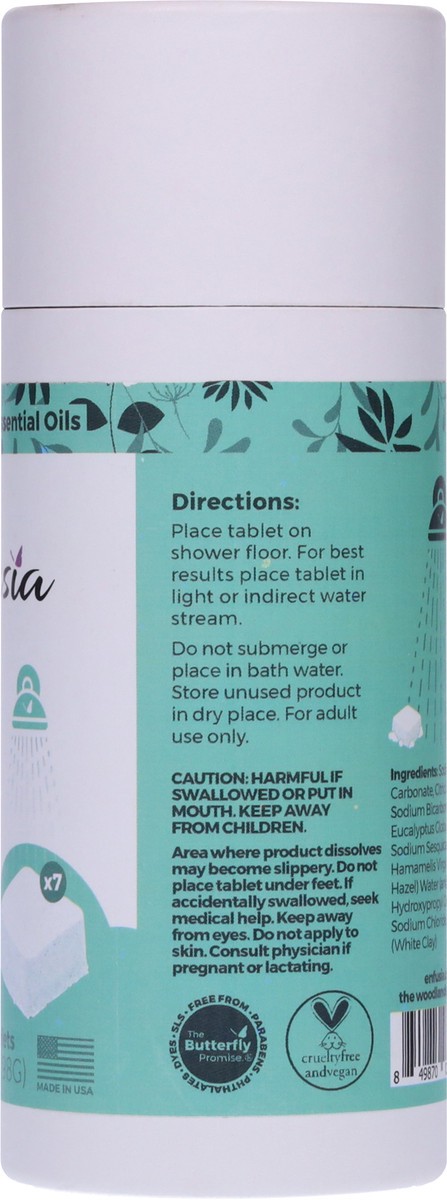 Essential Oils
sia
x7
MADE IN USA
Directions:
Place tablet on
shower floor. For best
results place tablet in
light or indirect water
stream.
Do not submerge or
place in bath water.
Store unused product
in dry place. For adult
use only.
CAUTION: HARMFUL IF
SWALLOWED OR PUT IN
MOUTH. KEEP AWAY
FROM CHILDREN.
Area where product dissolves
may become slippery. Do not
place tablet under feet. If
accidentally swallowed, seek
medical help. Keep away
from eyes. Do not apply to
skin. Consult physician if
pregnant or lactating.
FREE FROM • PARABENS • PHTHALATES • DYES • SLS •
The
Butterfly
Promise.®
crueltyfree
andvegan
Ingredients:
Carbonate,
Sodium
Eucalyptus
Sodium
Hamamelis
Hazel) Water
Sodium
(White Clay)
the
8 49870